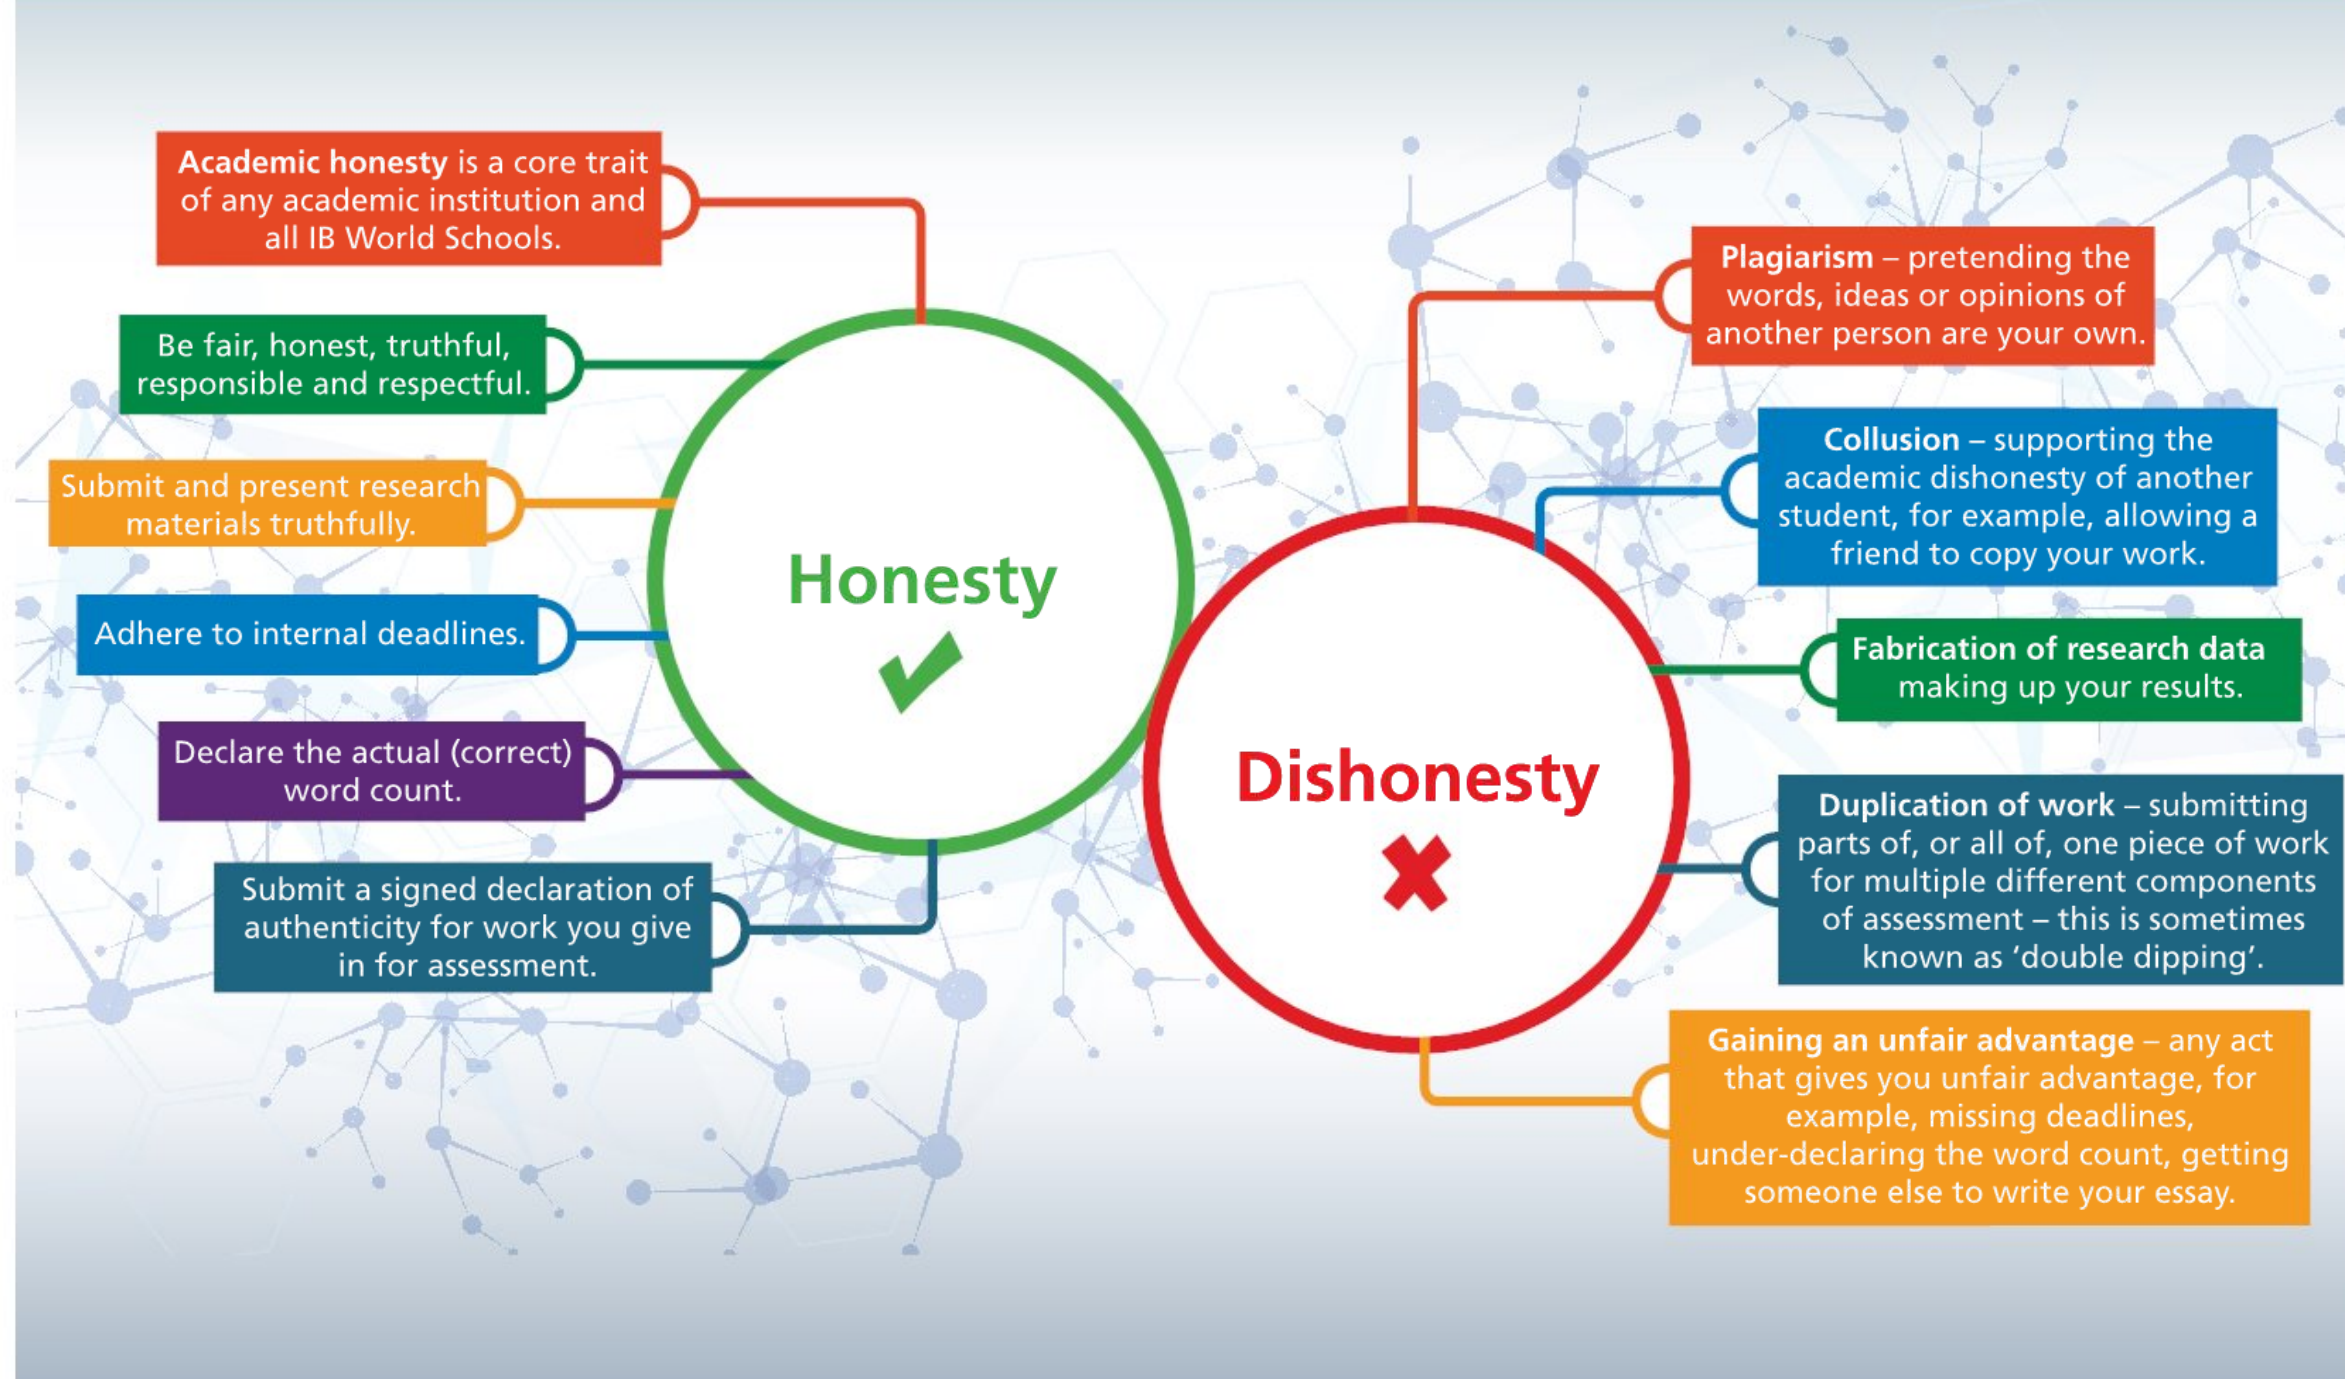 Academic honesty is a core trait
of any academic institution and
all IB World Schools.
Be fair, honest, truthful,
responsible and respectful.
Submit and present research
materials truthfully.
Adhere to internal deadlines.
Declare the actual (correct)
word count.
Submit a signed declaration of
authenticity for work you give
in for assessment.
Honesty
Dishonesty
Plagiarism – pretending the
words, ideas or opinions of
another person are your own.
Collusion – supporting the
academic dishonesty of another
student, for example, allowing a
friend to copy your work.
Fabrication of research data
making up your results.
Duplication of work – submitting
parts of, or all of, one piece of work
for multiple different components
of assessment – this is sometimes
known as ‘double dipping’.
Gaining an unfair advantage – any act
that gives you unfair advantage, for
example, missing deadlines,
under-declaring the word count, getting
someone else to write your essay.